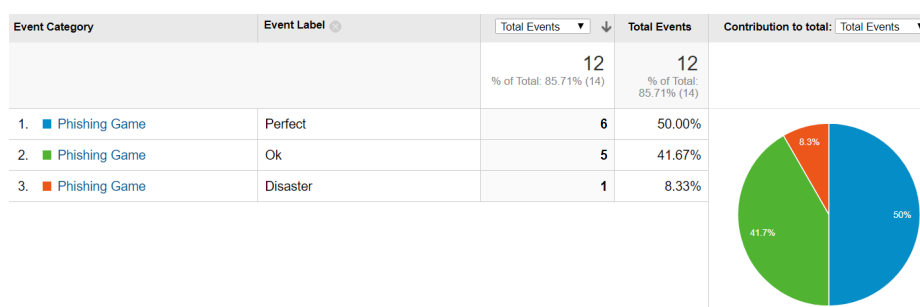 Event Category Event Label Total Events Total Events Contribution to total: Total Events
12 12
% of Total: 85.71% (14) % of Total:
85.71% (14)
1. Phishing Game Perfect 6 50.00%
2. Phishing Game Ok 5 41.67%
3. Phishing Game Disaster 1 8.33%
8.3%
50%
41.7%